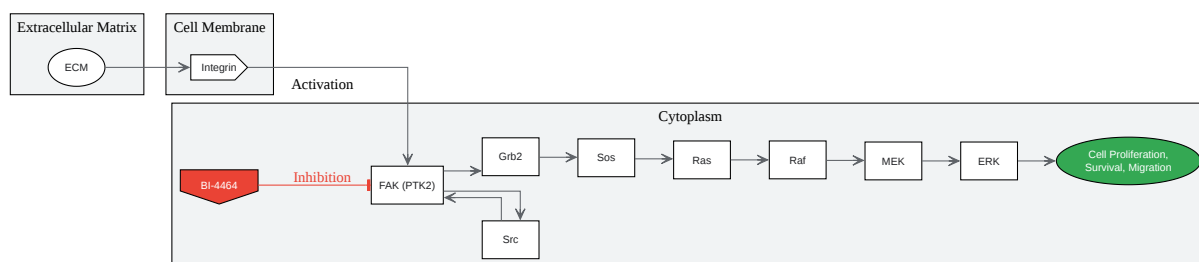 Extracellular Matrix
Cell Membrane
ECM
Integrin
Activation
Cytoplasm
Grb2
Sos
Ras
Raf
MEK
ERK
Cell Proliferation,
Survival, Migration
BI-4464
Inhibition
FAK (PTK2)
Src